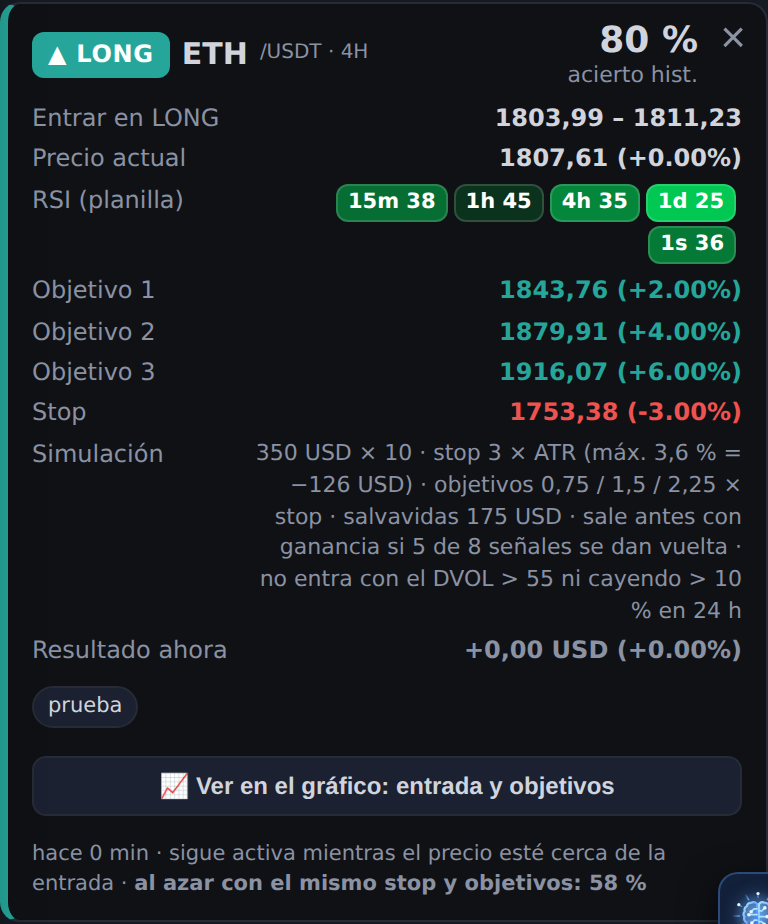 ▲ LONG ETH /USDT · 4H 80 % ✕
acierto hist.
Entrar en LONG 1803,99 – 1811,23
Precio actual 1807,61 (+0.00%)
RSI (planilla) 15m 38 1h 45 4h 35 1d 25
1s 36
Objetivo 1 1843,76 (+2.00%)
Objetivo 2 1879,91 (+4.00%)
Objetivo 3 1916,07 (+6.00%)
Stop 1753,38 (-3.00%)
Simulación 350 USD × 10 · stop 3 × ATR (máx. 3,6 % =
−126 USD) · objetivos 0,75 / 1,5 / 2,25 ×
stop · salvavidas 175 USD · sale antes con
ganancia si 5 de 8 señales se dan vuelta ·
no entra con el DVOL > 55 ni cayendo > 10
% en 24 h
Resultado ahora +0,00 USD (+0.00%)
prueba
📈 Ver en el gráfico: entrada y objetivos
hace 0 min · sigue activa mientras el precio esté cerca de la
entrada · al azar con el mismo stop y objetivos: 58 %